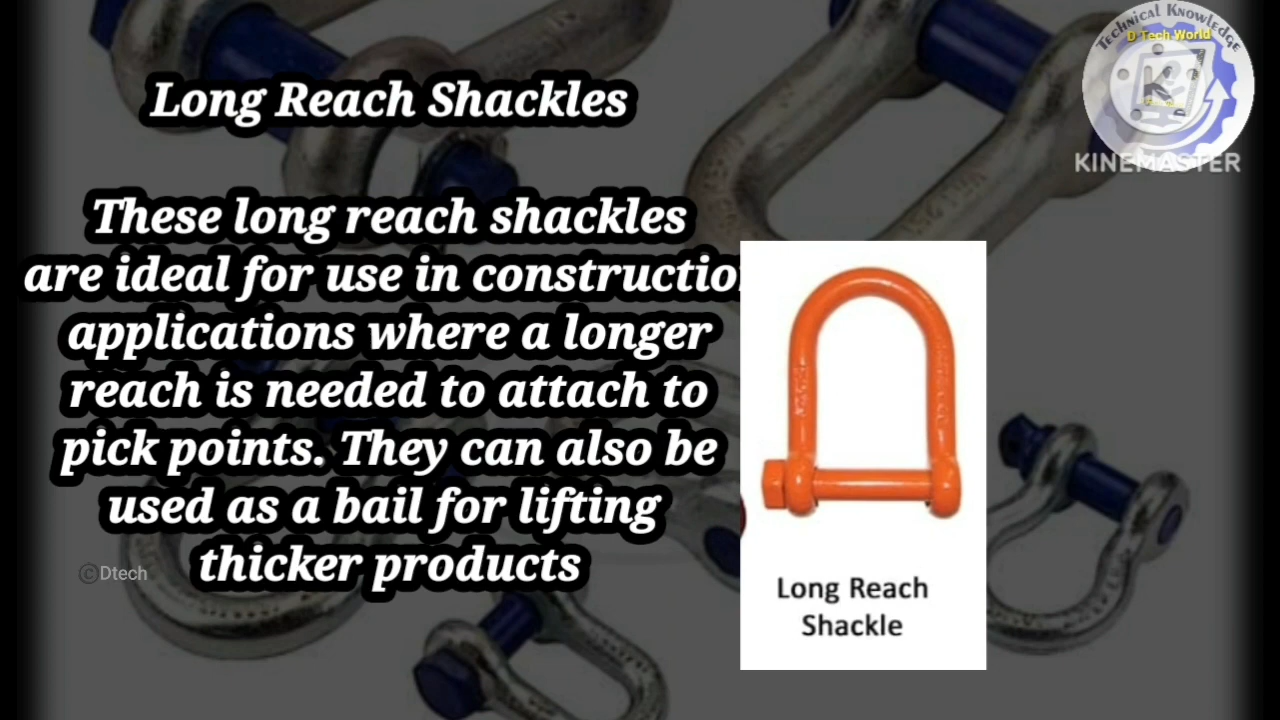 Technical Knowledge
D Tech World
K
KINEMASTER
Long Reach Shackles
These long reach shackles
are ideal for use in constructio
applications where a longer
reach is needed to attach to
pick points. They can also be
used as a bail for lifting
thicker products
©Dtech
Long Reach
Shackle